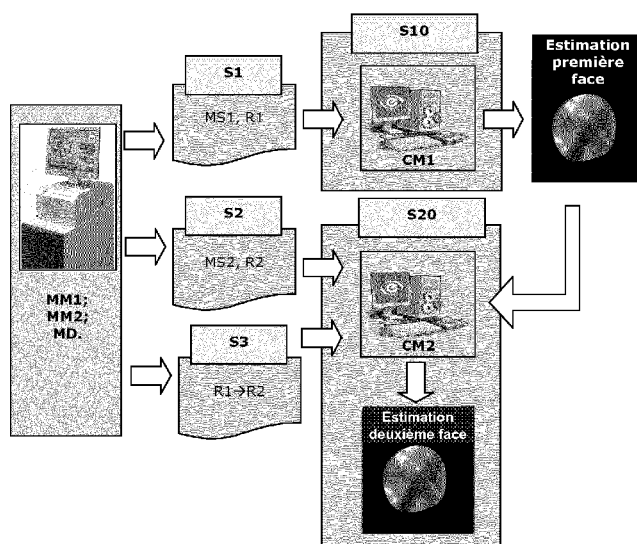 S10
Estimation
première
face
S1
MS1, R1
CM1
S2
S20
MS2, R2
MM1;
MM2;
MD.
S3
CM2
R1→R2
Estimation
deuxième face